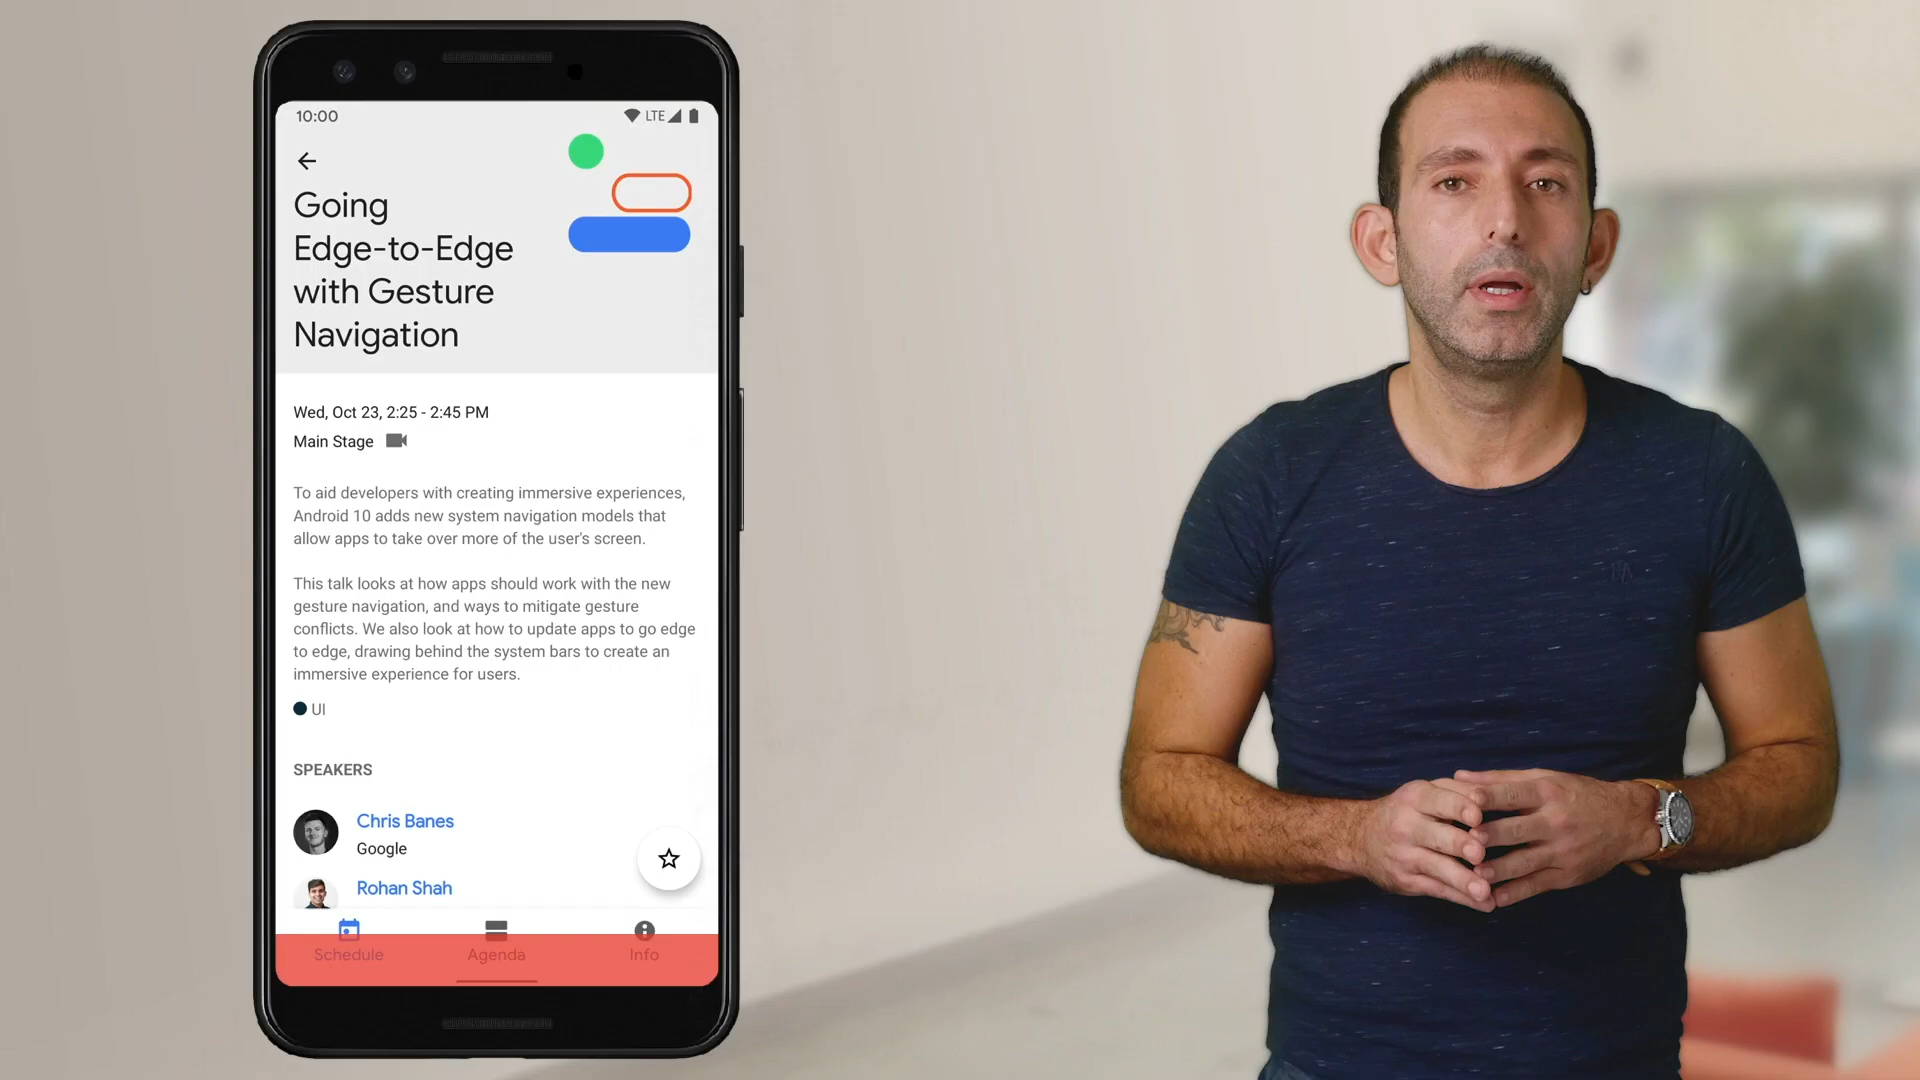 10:00
LTE
Going
Edge-to-Edge
with Gesture
Navigation
Wed, Oct 23, 2:25 - 2:45 PM
Main Stage
To aid developers with creating immersive experiences,
Android 10 adds new system navigation models that
allow apps to take over more of the user's screen.
This talk looks at how apps should work with the new
gesture navigation, and ways to mitigate gesture
conflicts. We also look at how to update apps to go edge
to edge, drawing behind the system bars to create an
immersive experience for users.
UI
SPEAKERS
Chris Banes
Google
Rohan Shah
Schedule Agenda Info